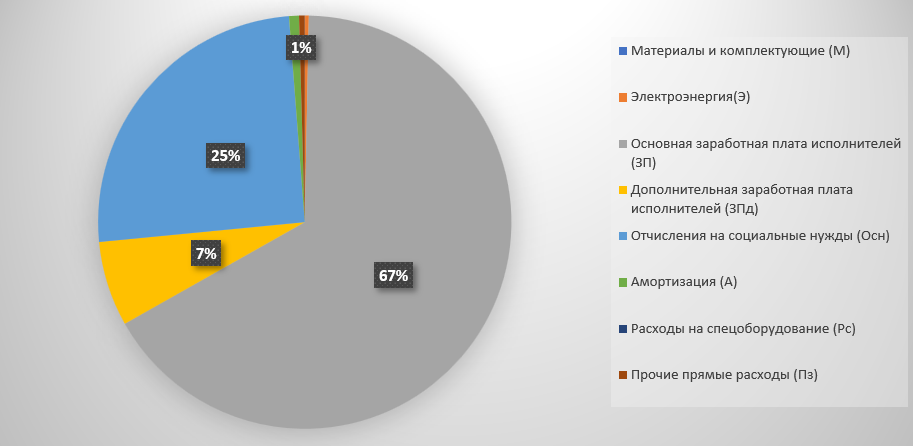 1%
25%
7%
67%
Материалы и комплектующие (М)
Электроэнергия(Э)
Основная заработная плата исполнителей
(ЗП)
Дополнительная заработная плата
исполнителей (ЗПд)
Отчисления на социальные нужды (Осн)
Амортизация (А)
Расходы на спецоборудование (Рс)
Прочие прямые расходы (Пз)